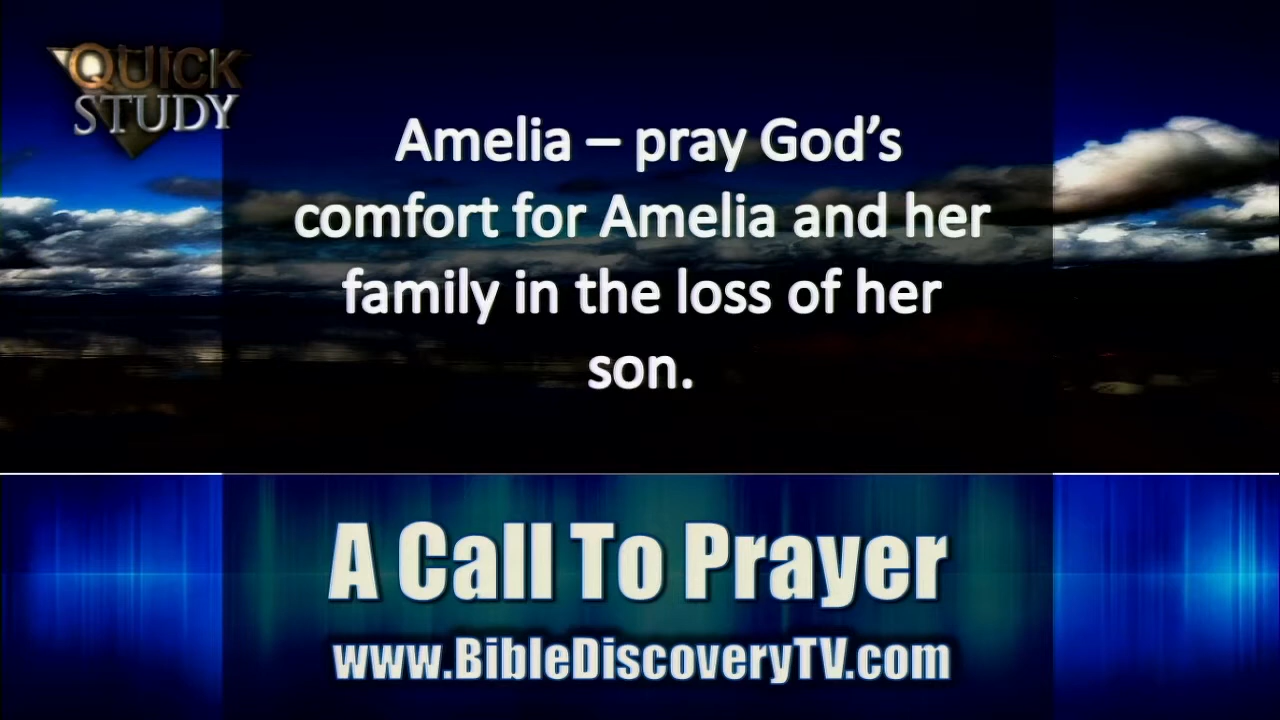 QUICK
STUDY
Amelia – pray God’s
comfort for Amelia and her
family in the loss of her
son.
A Call To Prayer
www.BibleDiscoveryTV.com